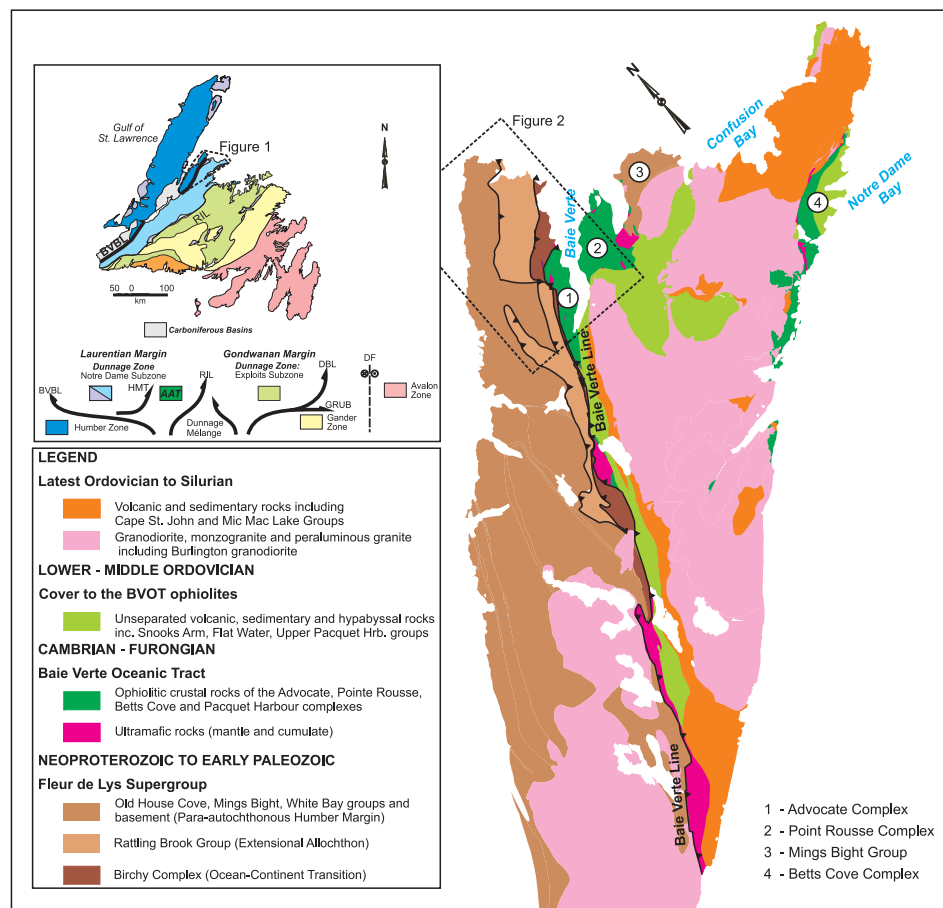 Gulf of
St. Lawrence
N
Figure 1
RIL
BVBL
50 0 100
km
Carboniferous Basins
Laurentian Margin
Dunnage Zone
Notre Dame Subzone
Gondwanan Margin
Dunnage Zone:
Exploits Subzone
DF
BVBL
HMT
AAT
RIL
DBL
GRUB
Avalon
Zone
Humber Zone
Dunnage
Mélange
Gander
Zone
N
Figure 2
Confusion
Bay
Notre Dame
Bay
Baie Verte
1
2
3
4
Baie Verte Line
Baie Verte Line
LEGEND
Latest Ordovician to Silurian
Volcanic and sedimentary rocks including
Cape St. John and Mic Mac Lake Groups
Granodiorite, monzogranite and peraluminous granite
including Burlington granodiorite
LOWER - MIDDLE ORDOVICIAN
Cover to the BVOT ophiolites
Unseparated volcanic, sedimentary and hypabyssal rocks
inc. Snooks Arm, Flat Water, Upper Pacquet Hrb. groups
CAMBRIAN - FURONGIAN
Baie Verte Oceanic Tract
Ophiolitic crustal rocks of the Advocate, Pointe Rousse,
Betts Cove and Pacquet Harbour complexes
Ultramafic rocks (mantle and cumulate)
NEOPROTEROZOIC TO EARLY PALEOZOIC
Fleur de Lys Supergroup
Old House Cove, Mings Bight, White Bay groups and
basement (Para-autochthonous Humber Margin)
Rattling Brook Group (Extensional Allochthon)
Birchy Complex (Ocean-Continent Transition)
1 - Advocate Complex
2 - Point Rousse Complex
3 - Mings Bight Group
4 - Betts Cove Complex